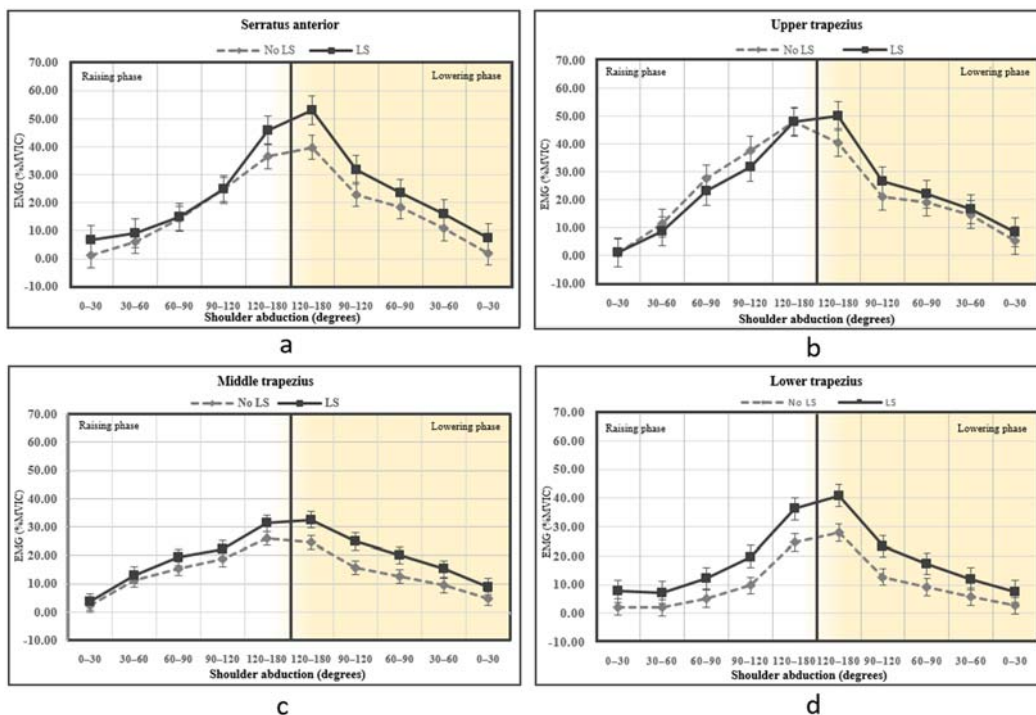 Serratus anterior
No LS LS
Raising phase
Lowering phase
EMG (%MVIC)
70.00
60.00
50.00
40.00
30.00
20.00
10.00
0.00
-10.00
0–30 30–60 60–90 90–120 120–180 120–180 90–120 60–90 30–60 0–30
Shoulder abduction (degrees)
a
Upper trapezius
No LS LS
Raising phase
Lowering phase
EMG (%MVIC)
70.00
60.00
50.00
40.00
30.00
20.00
10.00
0.00
-10.00
0–30 30–60 60–90 90–120 120–180 120–180 90–120 60–90 30–60 0–30
Shoulder abduction (degrees)
b
Middle trapezius
No LS LS
Raising phase
Lowering phase
EMG (%MVIC)
70.00
60.00
50.00
40.00
30.00
20.00
10.00
0.00
-10.00
0–30 30–60 60–90 90–120 120–180 120–180 90–120 60–90 30–60 0–30
Shoulder abduction (degrees)
c
Lower trapezius
No LS LS
Raising phase
Lowering phase
EMG (%MVIC)
70.00
60.00
50.00
40.00
30.00
20.00
10.00
0.00
-10.00
0–30 30–60 60–90 90–120 120–180 120–180 90–120 60–90 30–60 0–30
Shoulder abduction (degrees)
d